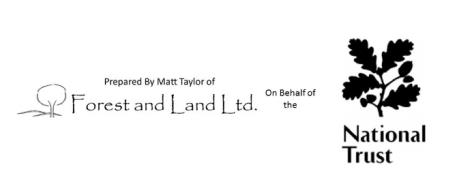 Prepared By Matt Taylor of
Forest and Land Ltd.
On Behalf of
the
National
Trust